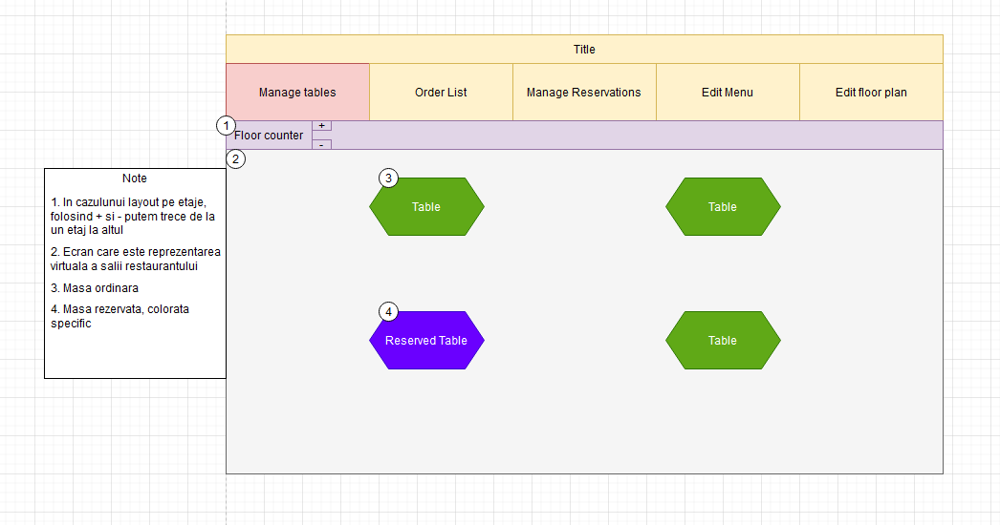 Title
Manage tables
Order List
Manage Reservations
Edit Menu
Edit floor plan
1
Floor counter
+
-
2
Note
1. In cazulunui layout pe etaje,
folosind + si - putem trece de la
un etaj la altul
2. Ecran care este reprezentarea
virtuala a salii restaurantului
3. Masa ordinara
4. Masa rezervata, colorata
specific
3
Table
Table
4
Reserved Table
Table